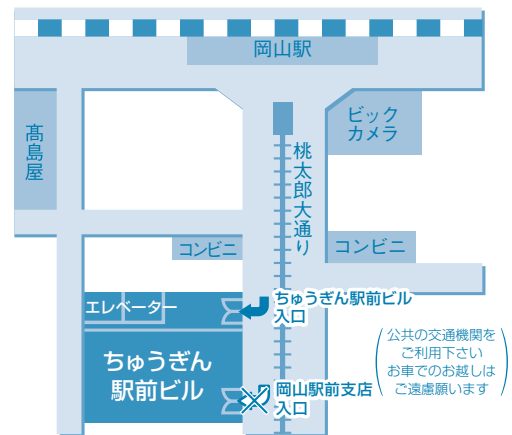 岡山駅
ビック
カメラ
髙島屋
桃太郎大通り
コンビニ
コンビニ
エレベーター
ちゅうぎん駅前ビル
入口
ちゅうぎん
駅前ビル
岡山駅前支店
入口
公共の交通機関を
ご利用下さい
お車でのお越しは
ご遠慮願います